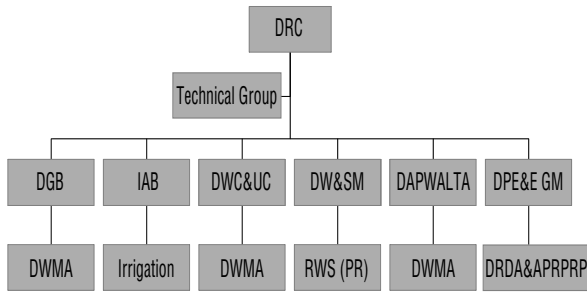 DRC
Technical Group
DGB IAB DWC&UC DW&SM DAPWALTA DPE&E GM
DWMA Irrigation DWMA RWS (PR) DWMA DRDA&APRPRP